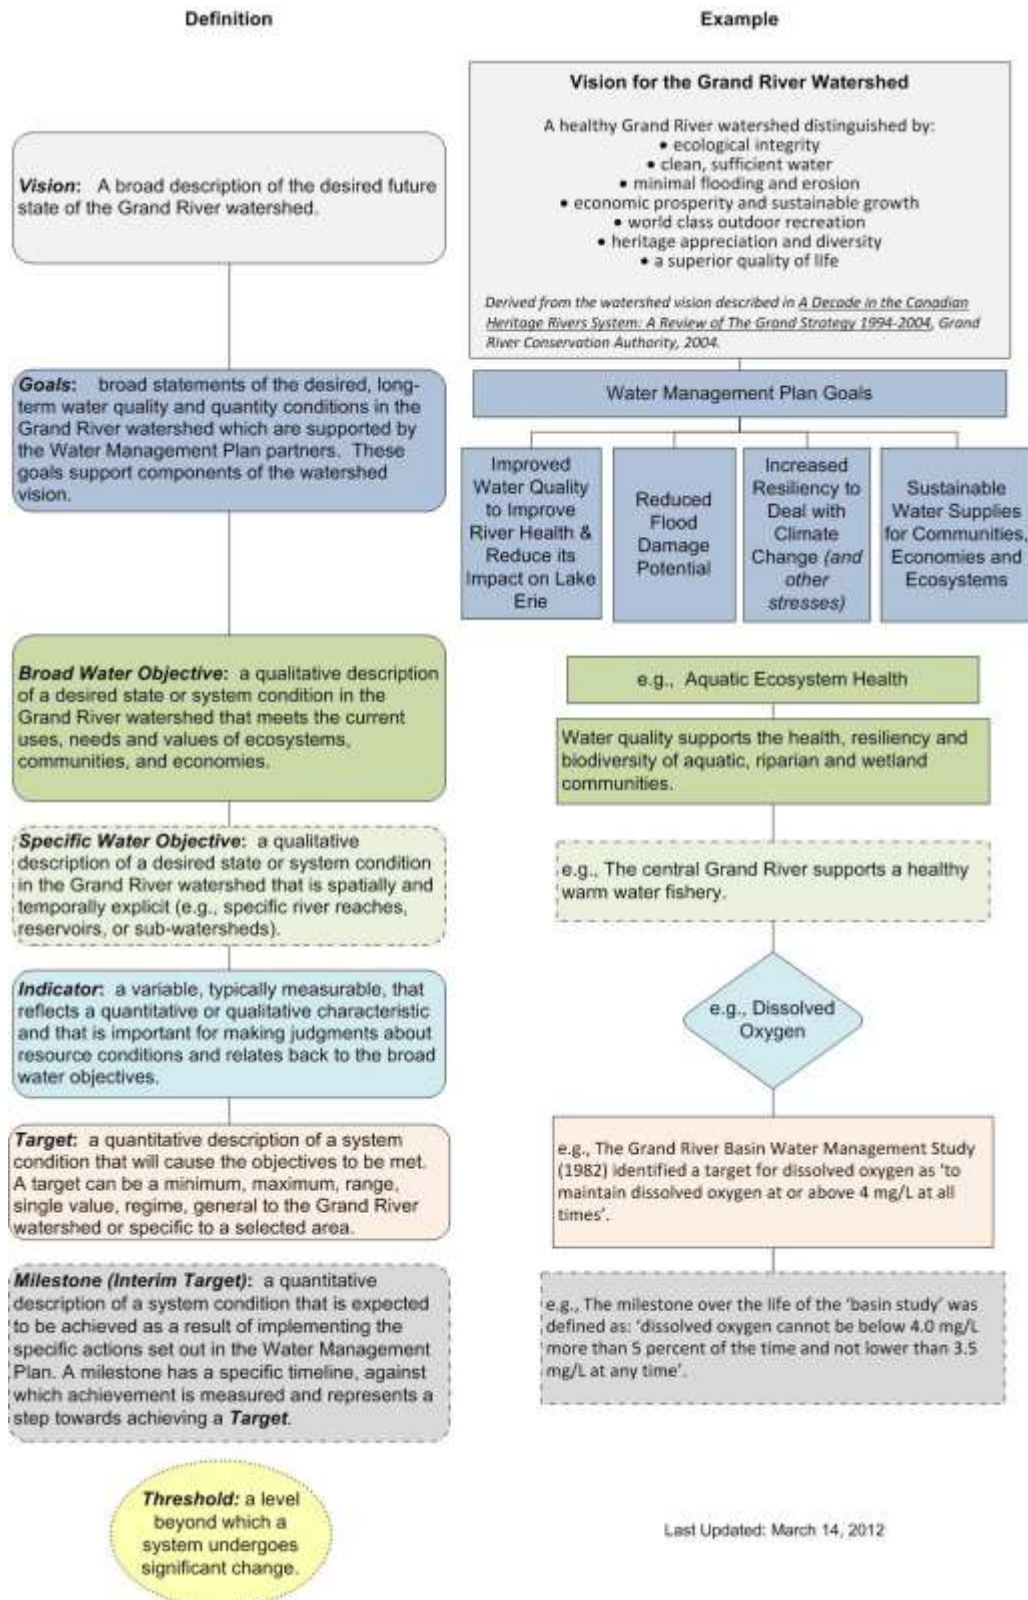 Definition
Example
Vision: A broad description of the desired future
state of the Grand River watershed.
Vision for the Grand River Watershed
A healthy Grand River watershed distinguished by:
• ecological integrity
• clean, sufficient water
• minimal flooding and erosion
• economic prosperity and sustainable growth
• world class outdoor recreation
• heritage appreciation and diversity
• a superior quality of life
Derived from the watershed vision described in A Decade in the Canadian
Heritage Rivers System: A Review of The Grand Strategy 1994-2004, Grand
River Conservation Authority, 2004.
Goals: broad statements of the desired, long-
term water quality and quantity conditions in the
Grand River watershed which are supported by
the Water Management Plan partners. These
goals support components of the watershed
vision.
Water Management Plan Goals
Improved
Water Quality
to Improve
River Health &
Reduce its
Impact on Lake
Erie
Reduced
Flood
Damage
Potential
Increased
Resiliency to
Deal with
Climate
Change (and
other
stresses)
Sustainable
Water Supplies
for Communities,
Economies and
Ecosystems
Broad Water Objective: a qualitative description
of a desired state or system condition in the
Grand River watershed that meets the current
uses, needs and values of ecosystems,
communities, and economies.
e.g., Aquatic Ecosystem Health
Water quality supports the health, resiliency and
biodiversity of aquatic, riparian and wetland
communities.
Specific Water Objective: a qualitative
description of a desired state or system condition
in the Grand River watershed that is spatially and
temporally explicit (e.g., specific river reaches,
reservoirs, or sub-watersheds).
e.g., The central Grand River supports a healthy
warm water fishery.
Indicator: a variable, typically measurable, that
reflects a quantitative or qualitative characteristic
and that is important for making judgments about
resource conditions and relates back to the broad
water objectives.
e.g., Dissolved
Oxygen
Target: a quantitative description of a system
condition that will cause the objectives to be met.
A target can be a minimum, maximum, range,
single value, regime, general to the Grand River
watershed or specific to a selected area.
e.g., The Grand River Basin Water Management Study
(1982) identified a target for dissolved oxygen as ‘to
maintain dissolved oxygen at or above 4 mg/L at all
times’.
Milestone (Interim Target): a quantitative
description of a system condition that is expected
to be achieved as a result of implementing the
specific actions set out in the Water Management
Plan. A milestone has a specific timeline, against
which achievement is measured and represents a
step towards achieving a Target.
e.g., The milestone over the life of the ‘basin study’ was
defined as: ‘dissolved oxygen cannot be below 4.0 mg/L
more than 5 percent of the time and not lower than 3.5
mg/L at any time’.
Threshold: a level
beyond which a
system undergoes
significant change.
Last Updated: March 14, 2012